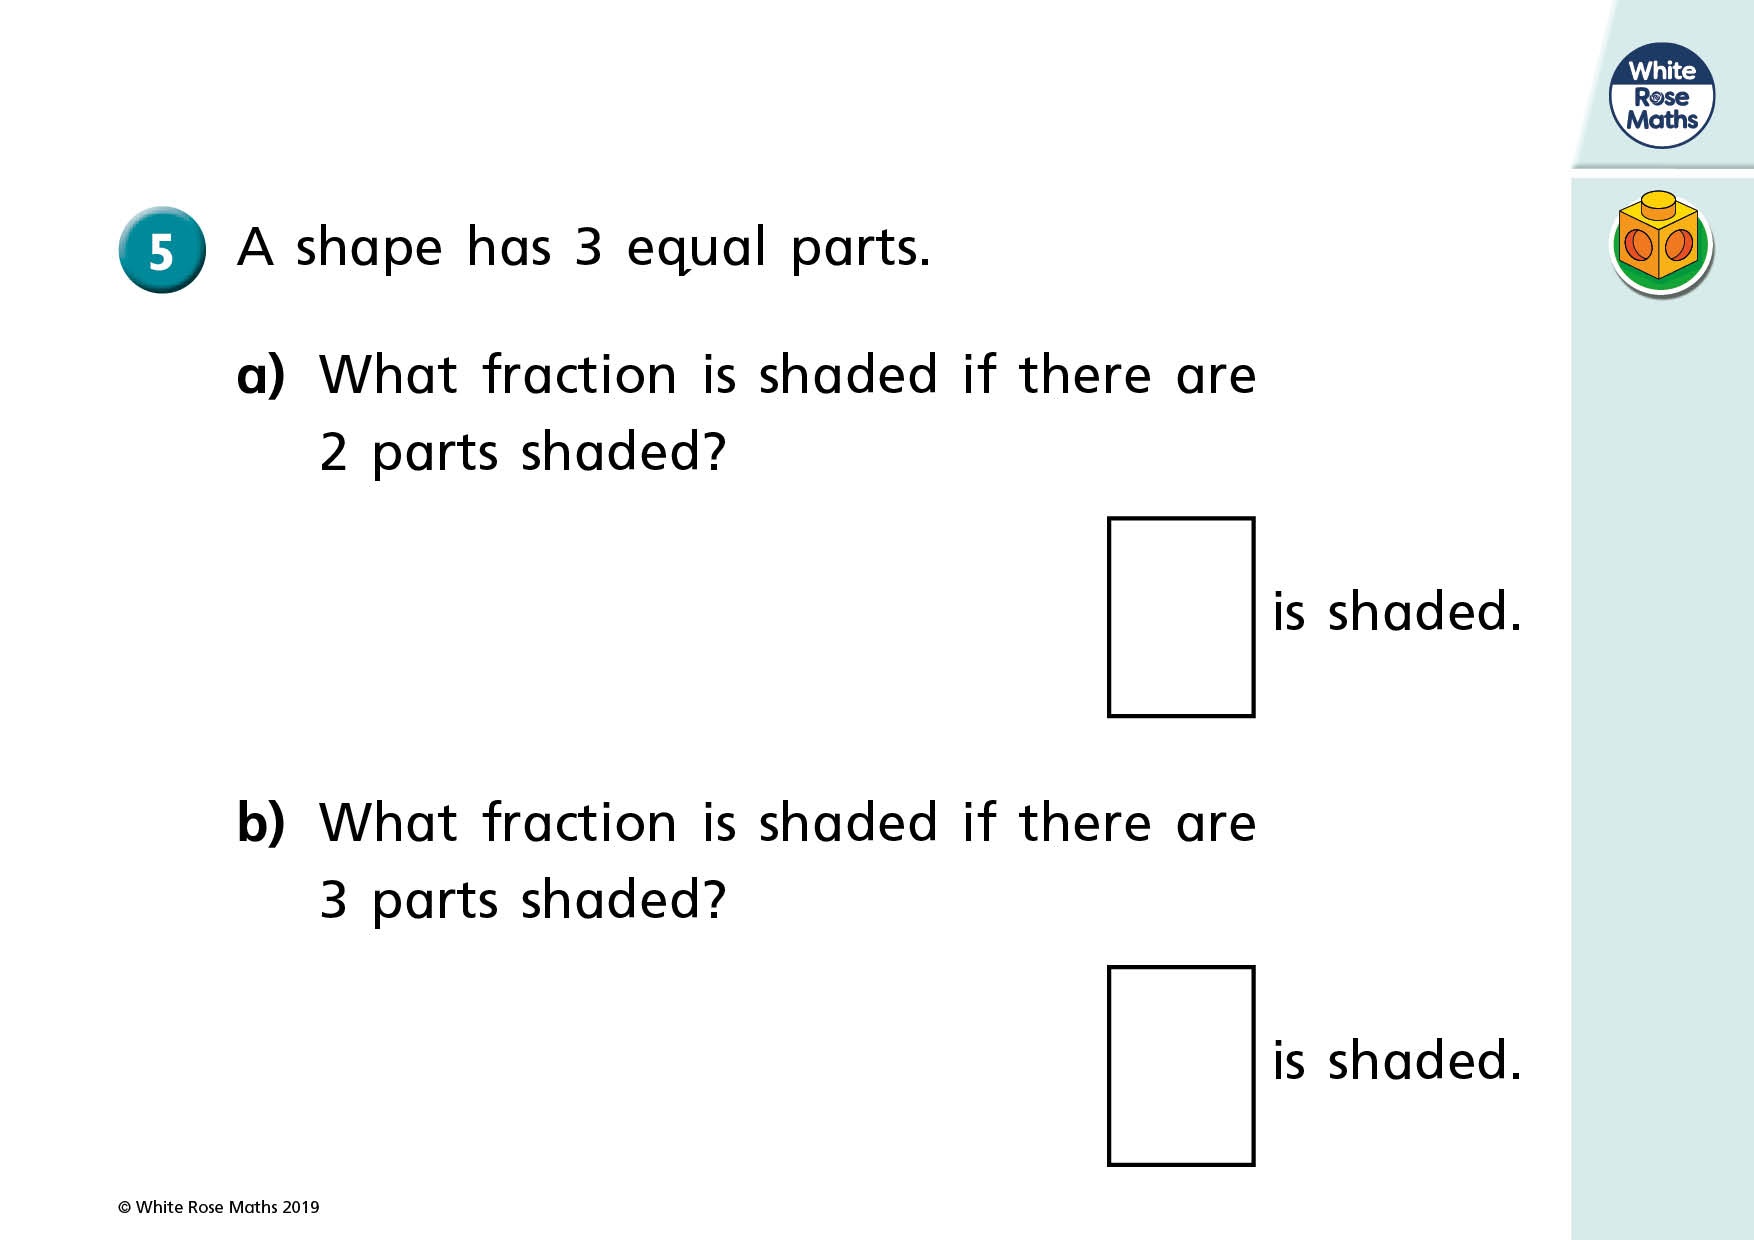 White
Rose
Maths
5 A shape has 3 equal parts.
a) What fraction is shaded if there are
2 parts shaded?
is shaded.
b) What fraction is shaded if there are
3 parts shaded?
is shaded.
© White Rose Maths 2019